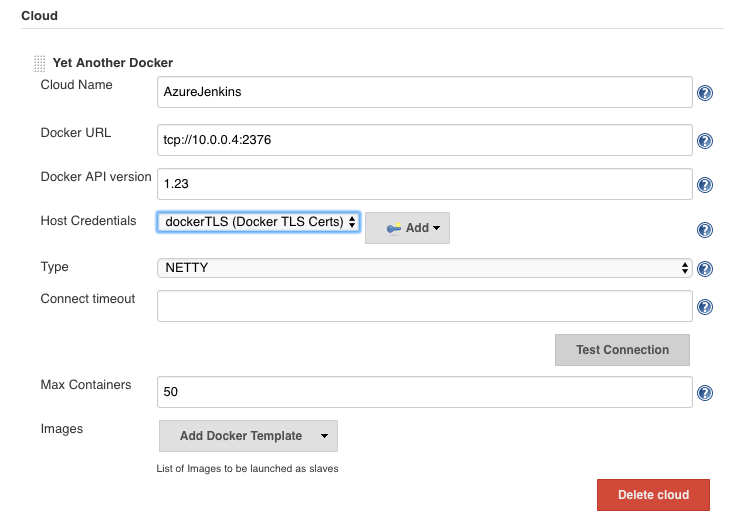 Cloud
Yet Another Docker
Cloud Name AzureJenkins
Docker URL tcp://10.0.0.4:2376
Docker API version 1.23
Host Credentials dockerTLS (Docker TLS Certs) Add
Type NETTY
Connect timeout
Test Connection
Max Containers 50
Images Add Docker Template
List of Images to be launched as slaves
Delete cloud